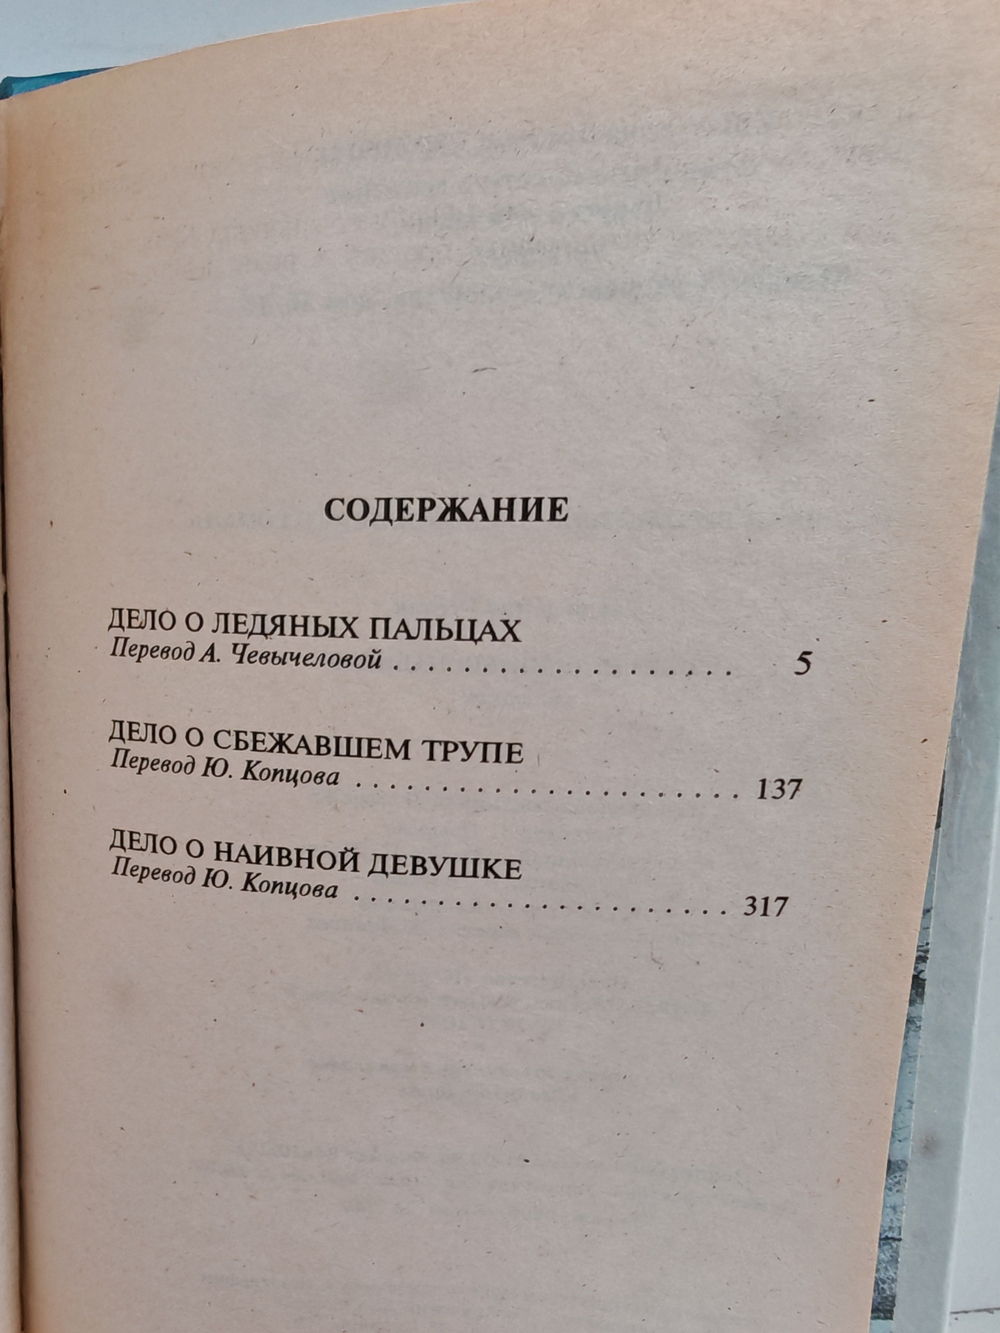 СОДЕРЖАНИЕ
ДЕЛО О ЛЕДЯНЫХ ПАЛЬЦАХ
Перевод А. Чевычеловой . . . . . . . . . . . . . . . . . . . 5
ДЕЛО О СБЕЖАВШЕМ ТРУПЕ
Перевод Ю. Копцова . . . . . . . . . . . . . . . . . . . . . . 137
ДЕЛО О НАИВНОЙ ДЕВУШКЕ
Перевод Ю. Копцова . . . . . . . . . . . . . . . . . . . . . . 317